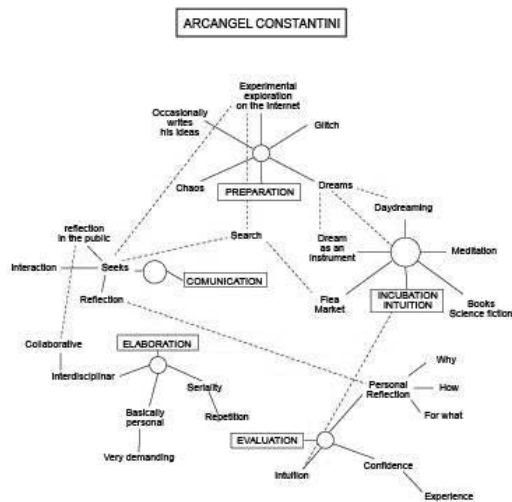 ARCANGEL CONSTANTINI
Experimental
exploration
on the Internet
Occasionally
writes
his ideas
Glitch
Chaos
PREPARATION
Dreams
Daydreaming
reflection
in the public
Search
Dream
as an
instrument
Meditation
Interaction
Seeks
COMUNICATION
Reflection
Flea
Market
INCUBATION
INTUITION
Books
Science fiction
Collaborative
ELABORATION
Interdisciplinar
Seriality
Basically
personal
Repetition
Very demanding
Why
Personal
Reflection
How
For what
EVALUATION
Intuition
Confidence
Experience